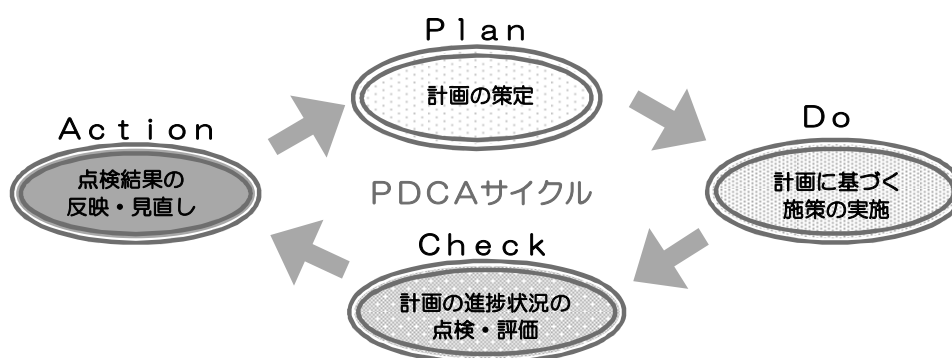 Ｐｌａｎ
計画の策定
Ｄｏ
計画に基づく
施策の実施
Ａｃｔｉｏｎ
点検結果の
反映・見直し
ＰＤＣＡサイクル
Ｃｈｅｃｋ
計画の進捗状況の
点検・評価